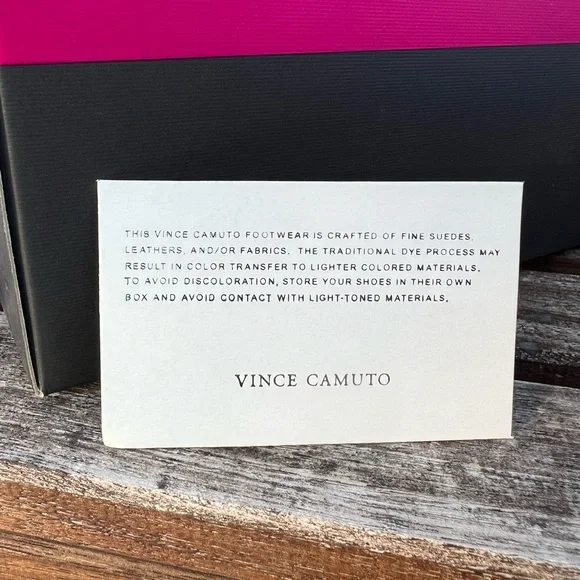 THIS VINCE CAMUTO FOOTWEAR IS CRAFTED OF FINE SUEDES,
LEATHERS, AND/OR FABRICS. THE TRADITIONAL DYE PROCESS MAY
RESULT IN COLOR TRANSFER TO LIGHTER COLORED MATERIALS.
TO AVOID DISCOLORATION, STORE YOUR SHOES IN THEIR OWN
BOX AND AVOID CONTACT WITH LIGHT-TONED MATERIALS.
VINCE CAMUTO